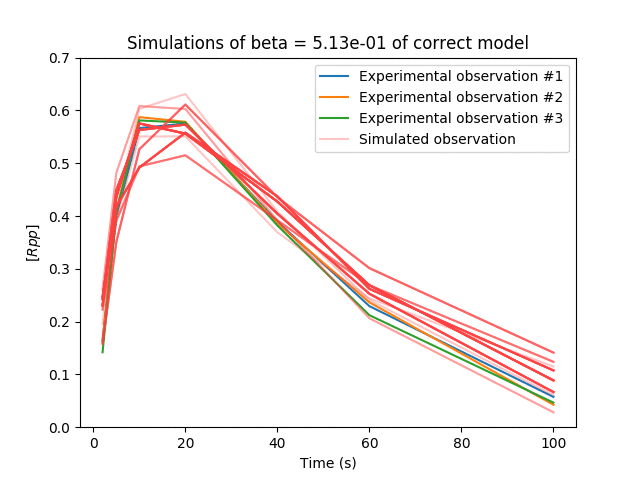 Simulations of beta = 5.13e-01 of correct model
Experimental observation #1
Experimental observation #2
Experimental observation #3
Simulated observation
0.7
0.6
0.5
0.4
0.3
0.2
0.1
0.0
[Rpp]
0 20 40 60 80 100
Time (s)